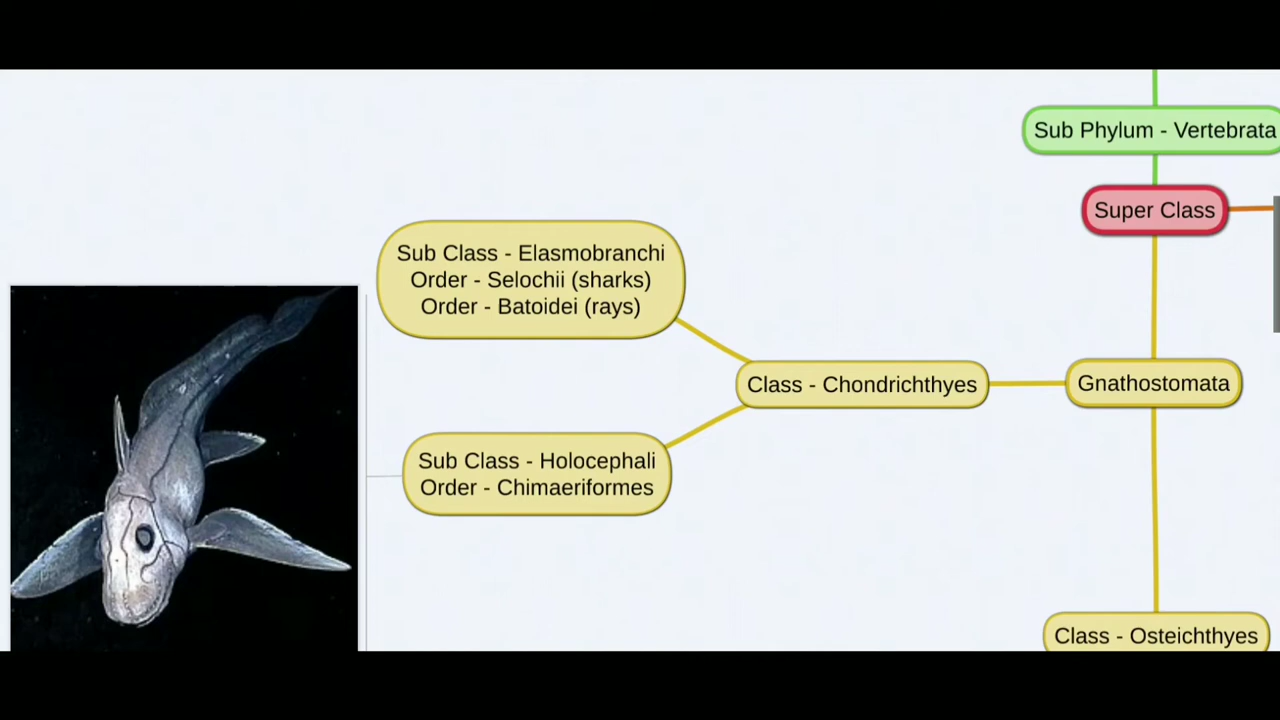 Sub Phylum - Vertebrata
Super Class
Sub Class - Elasmobranchi
Order - Selochii (sharks)
Order - Batoidei (rays)
Class - Chondrichthyes
Gnathostomata
Sub Class - Holocephali
Order - Chimaeriformes
Class - Osteichthyes